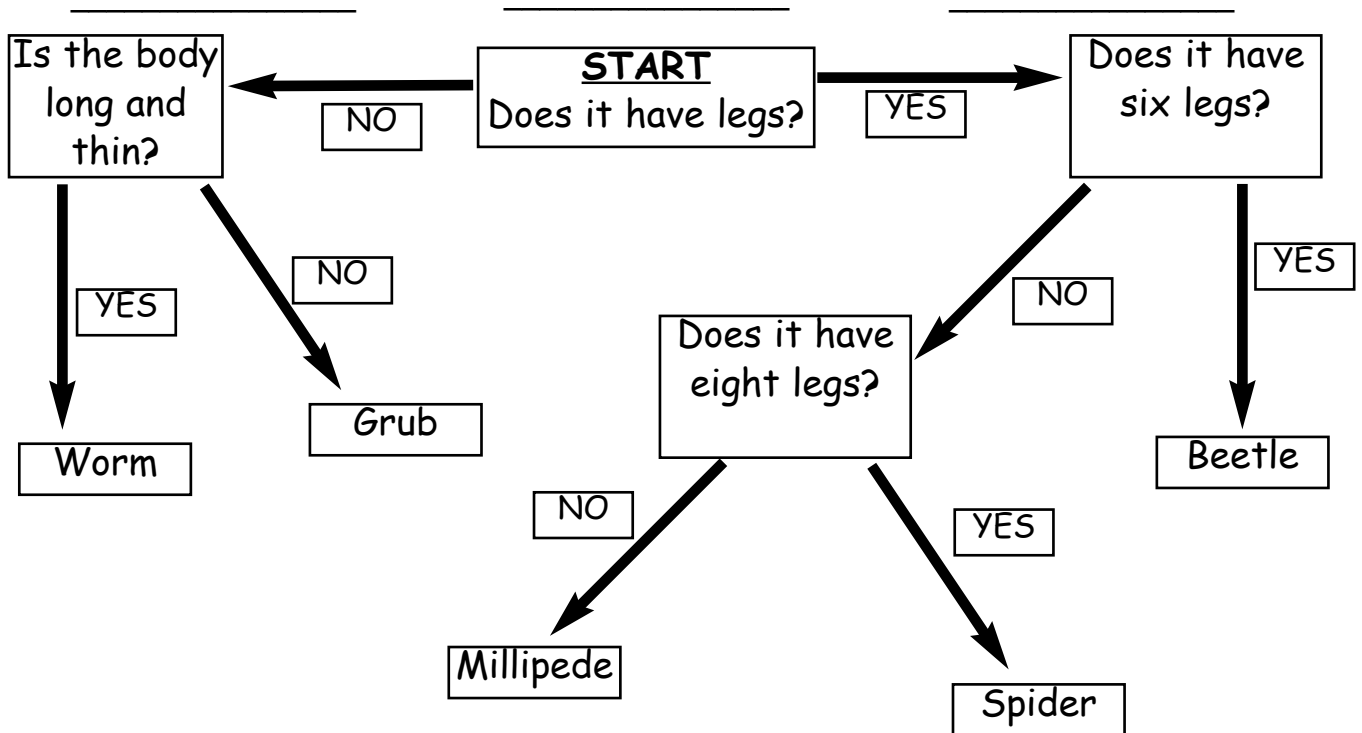 Is the body
long and
thin?
START
Does it have legs?
Does it have
six legs?
NO
YES
NO
YES
NO
YES
Does it have
eight legs?
Grub
Worm
Beetle
NO
YES
Millipede
Spider